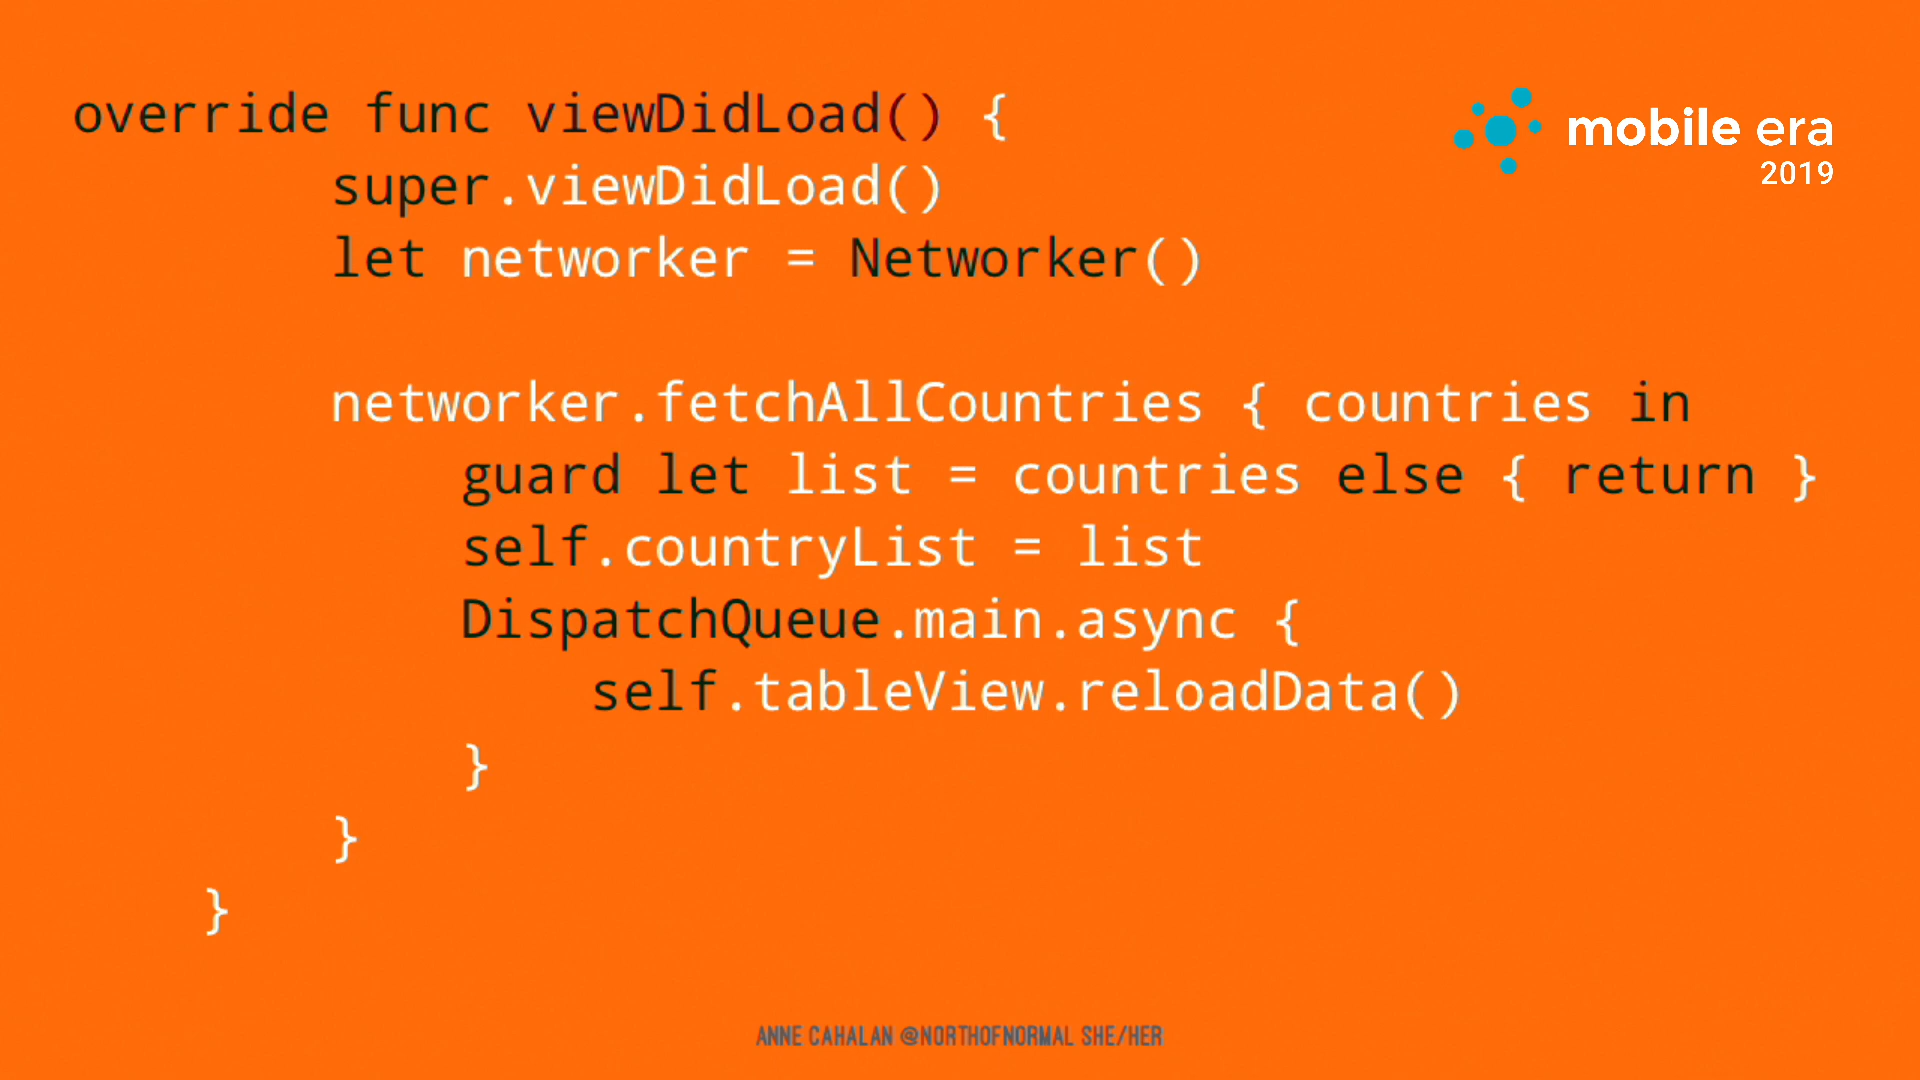 override func viewDidLoad() {
super.viewDidLoad()
let networker = Networker()
networker.fetchAllCountries { countries in
guard let list = countries else { return }
self.countryList = list
DispatchQueue.main.async {
self.tableView.reloadData()
}
}
}
mobile era
2019
ANNE CAHALAN @NORTHOFNORMAL SHE/HER